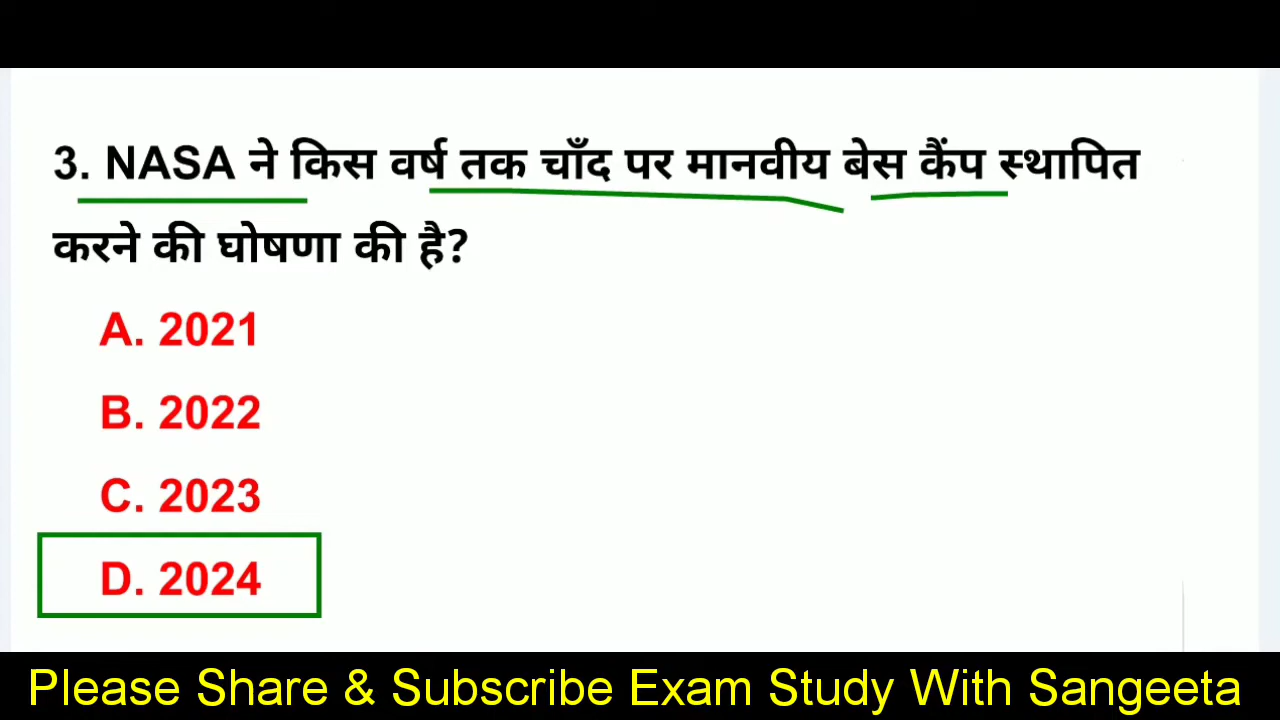 3. NASA ने किस वर्ष तक चाँद पर मानवीय बेस कैंप स्थापित
करने की घोषणा की है?
A. 2021
B. 2022
C. 2023
D. 2024
Please Share & Subscribe Exam Study With Sangeeta